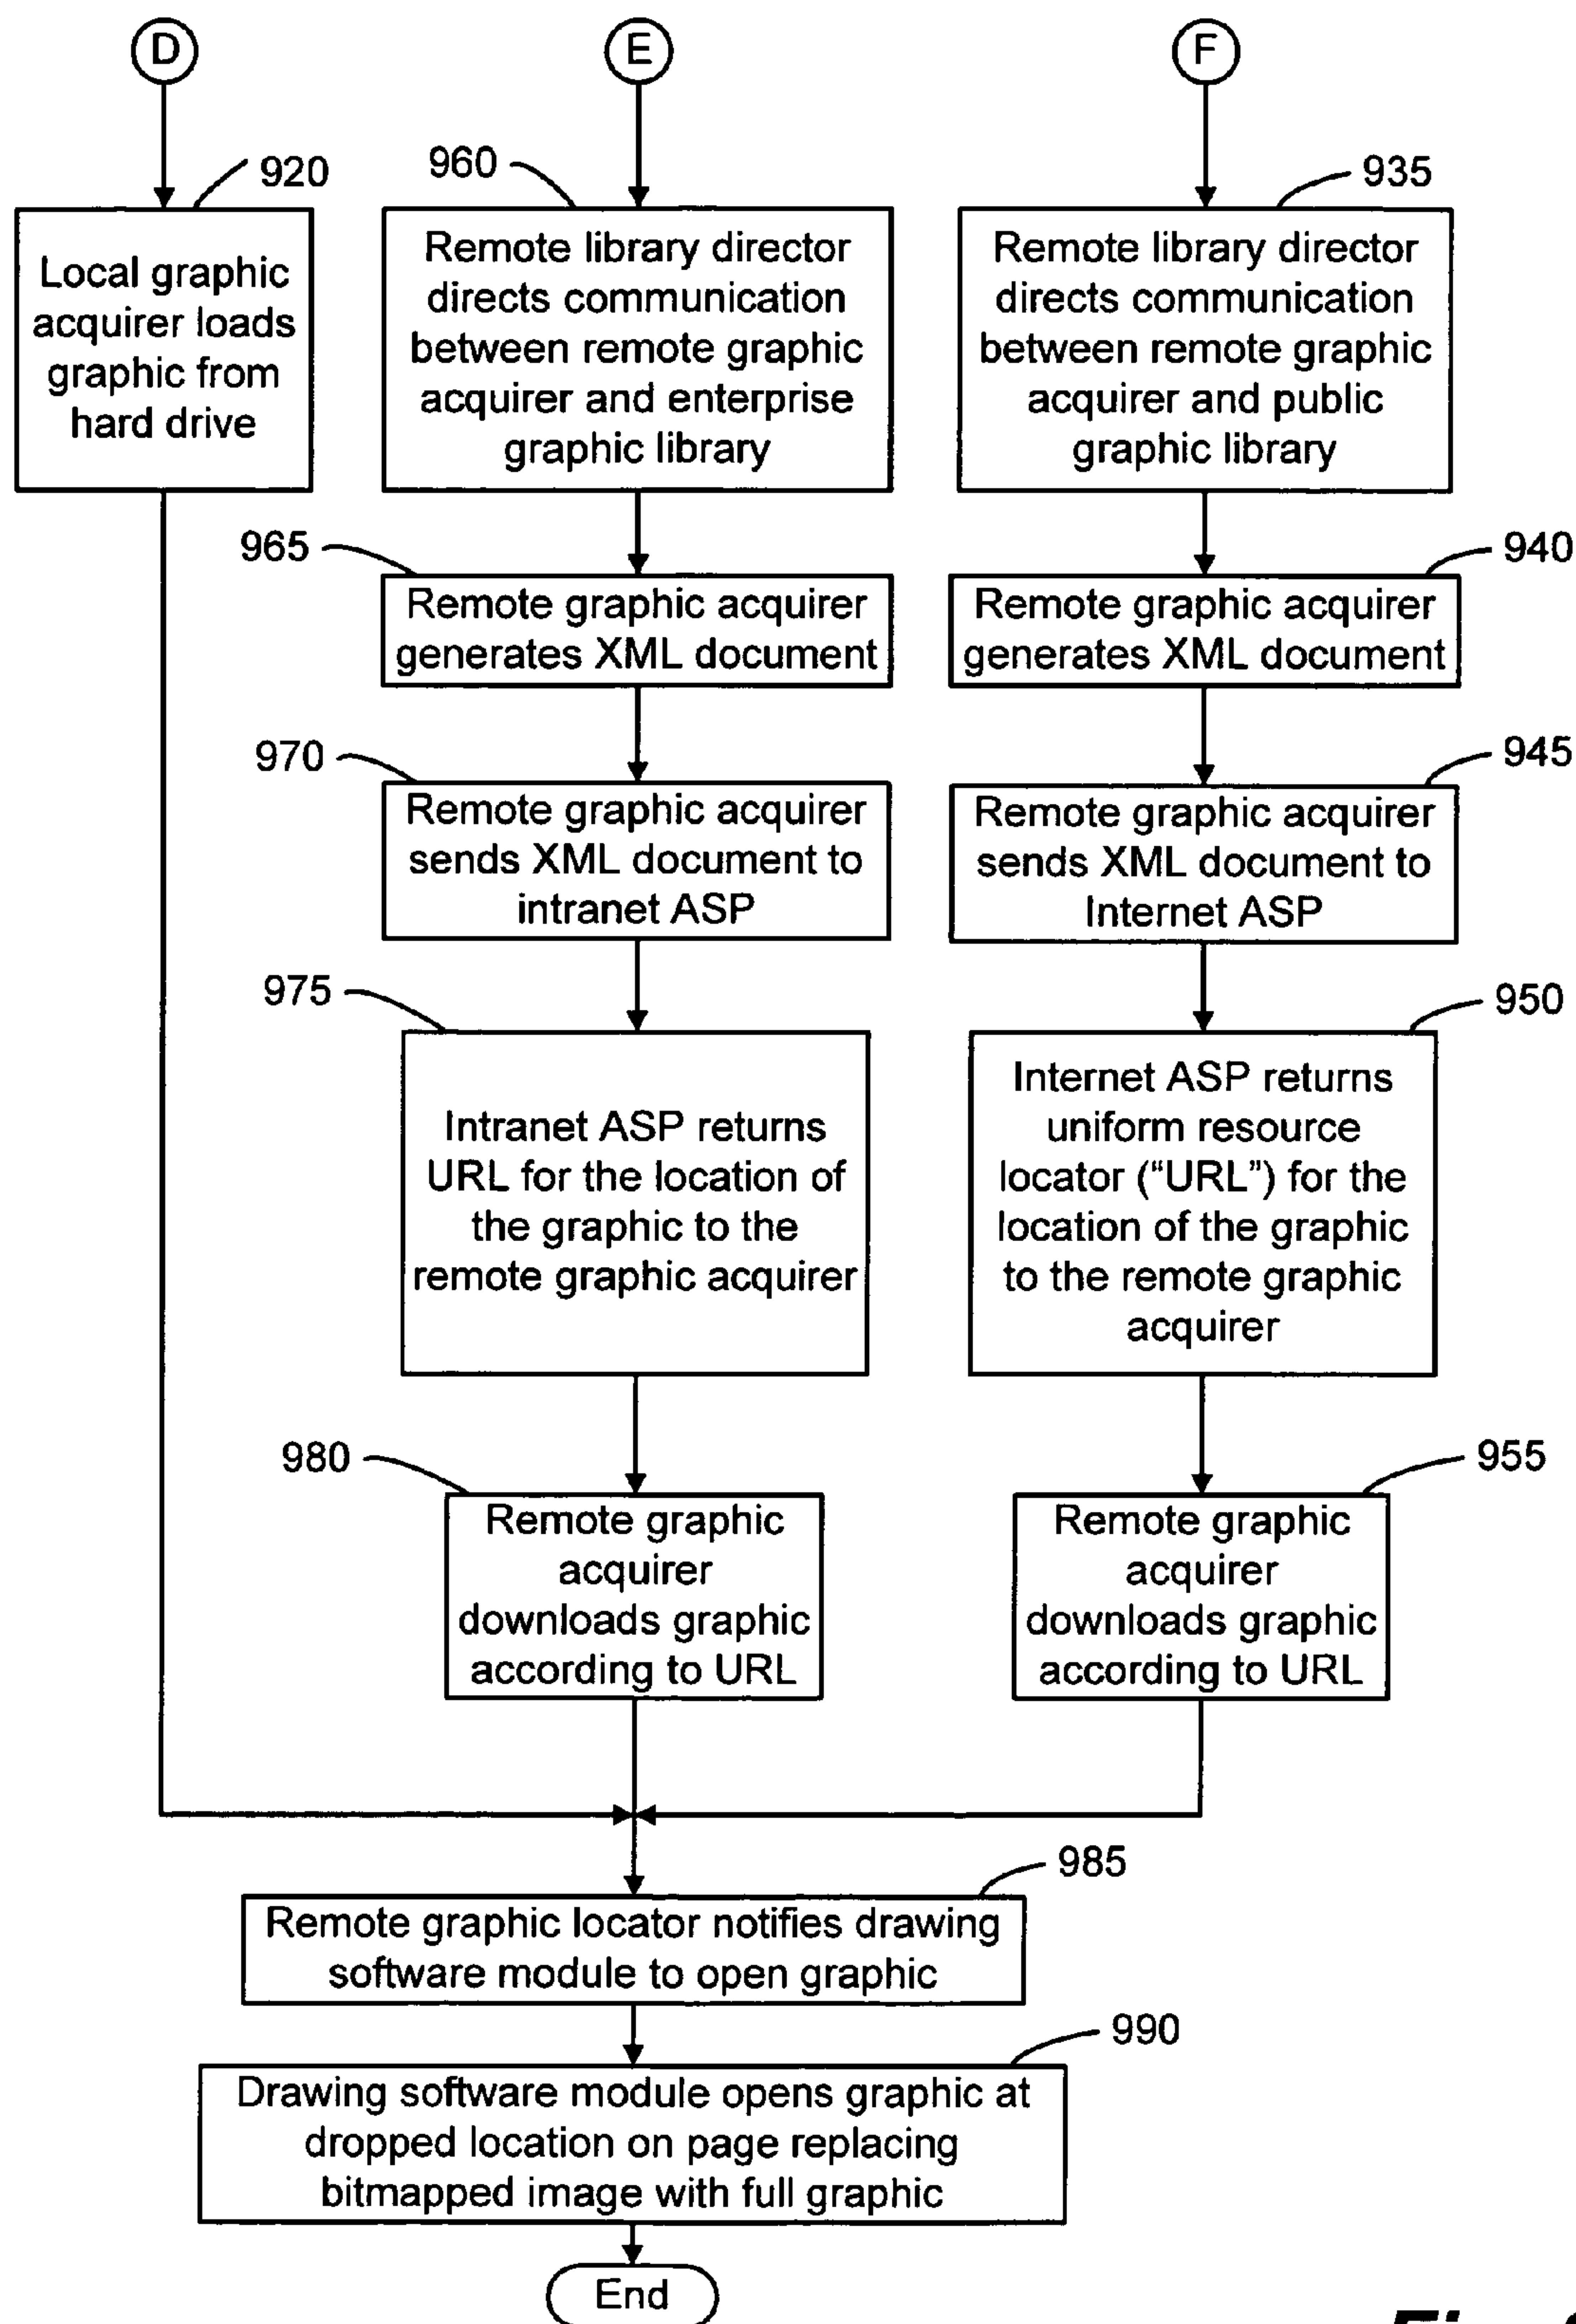 D
E
F
920
960
935
Local graphic
acquirer loads
graphic from
hard drive
Remote library director
directs communication
between remote graphic
acquirer and enterprise
graphic library
Remote library director
directs communication
between remote graphic
acquirer and public
graphic library
965
940
Remote graphic acquirer
generates XML document
Remote graphic acquirer
generates XML document
970
945
Remote graphic acquirer
sends XML document to
intranet ASP
Remote graphic acquirer
sends XML document to
Internet ASP
975
950
Intranet ASP returns
URL for the location of
the graphic to the
remote graphic acquirer
Internet ASP returns
uniform resource
locator (“URL”) for the
location of the graphic
to the remote graphic
acquirer
980
955
Remote graphic
acquirer
downloads graphic
according to URL
Remote graphic
acquirer
downloads graphic
according to URL
985
Remote graphic locator notifies drawing
software module to open graphic
990
Drawing software module opens graphic at
dropped location on page replacing
bitmapped image with full graphic
End